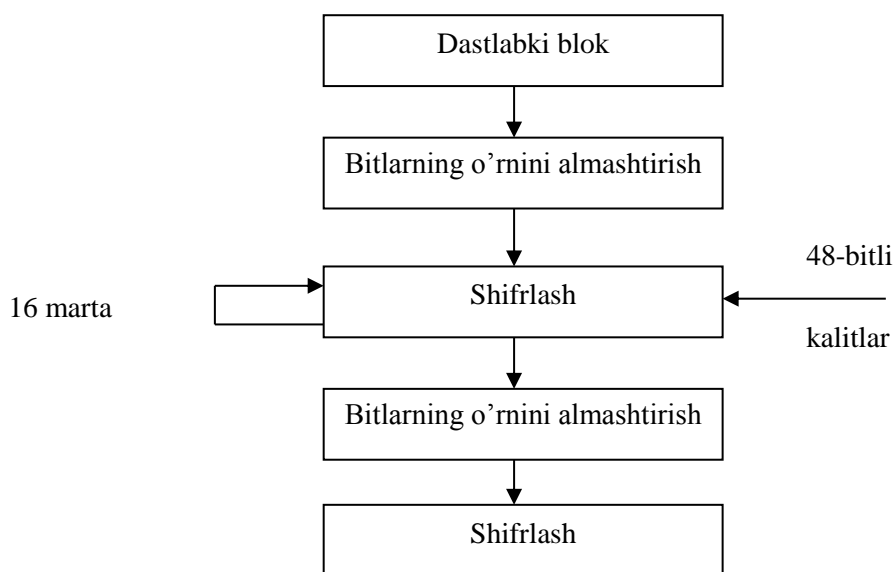 Dastlabki blok
Bitlarning o’rnini almashtirish
48-bitli
Shifrlash
16 marta
kalitlar
Bitlarning o’rnini almashtirish
Shifrlash